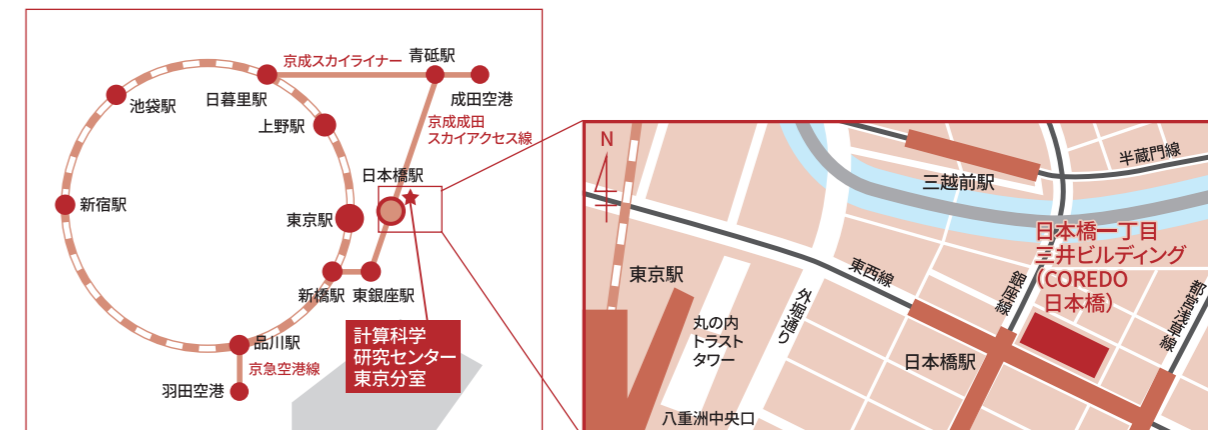 京成スカイライナー
青砥駅
日暮里駅
成田空港
池袋駅
上野駅
京成成田
スカイアクセス線
日本橋駅
新宿駅
東京駅
新橋駅
東銀座駅
品川駅
京急空港線
羽田空港
計算科学
研究センター
東京分室
N
半蔵門線
三越前駅
日本橋一丁目
三井ビルディング
(COREDO
日本橋)
東京駅
東西線
銀座線
都営浅草線
外堀通り
丸の内
トラスト
タワー
日本橋駅
八重洲中央口